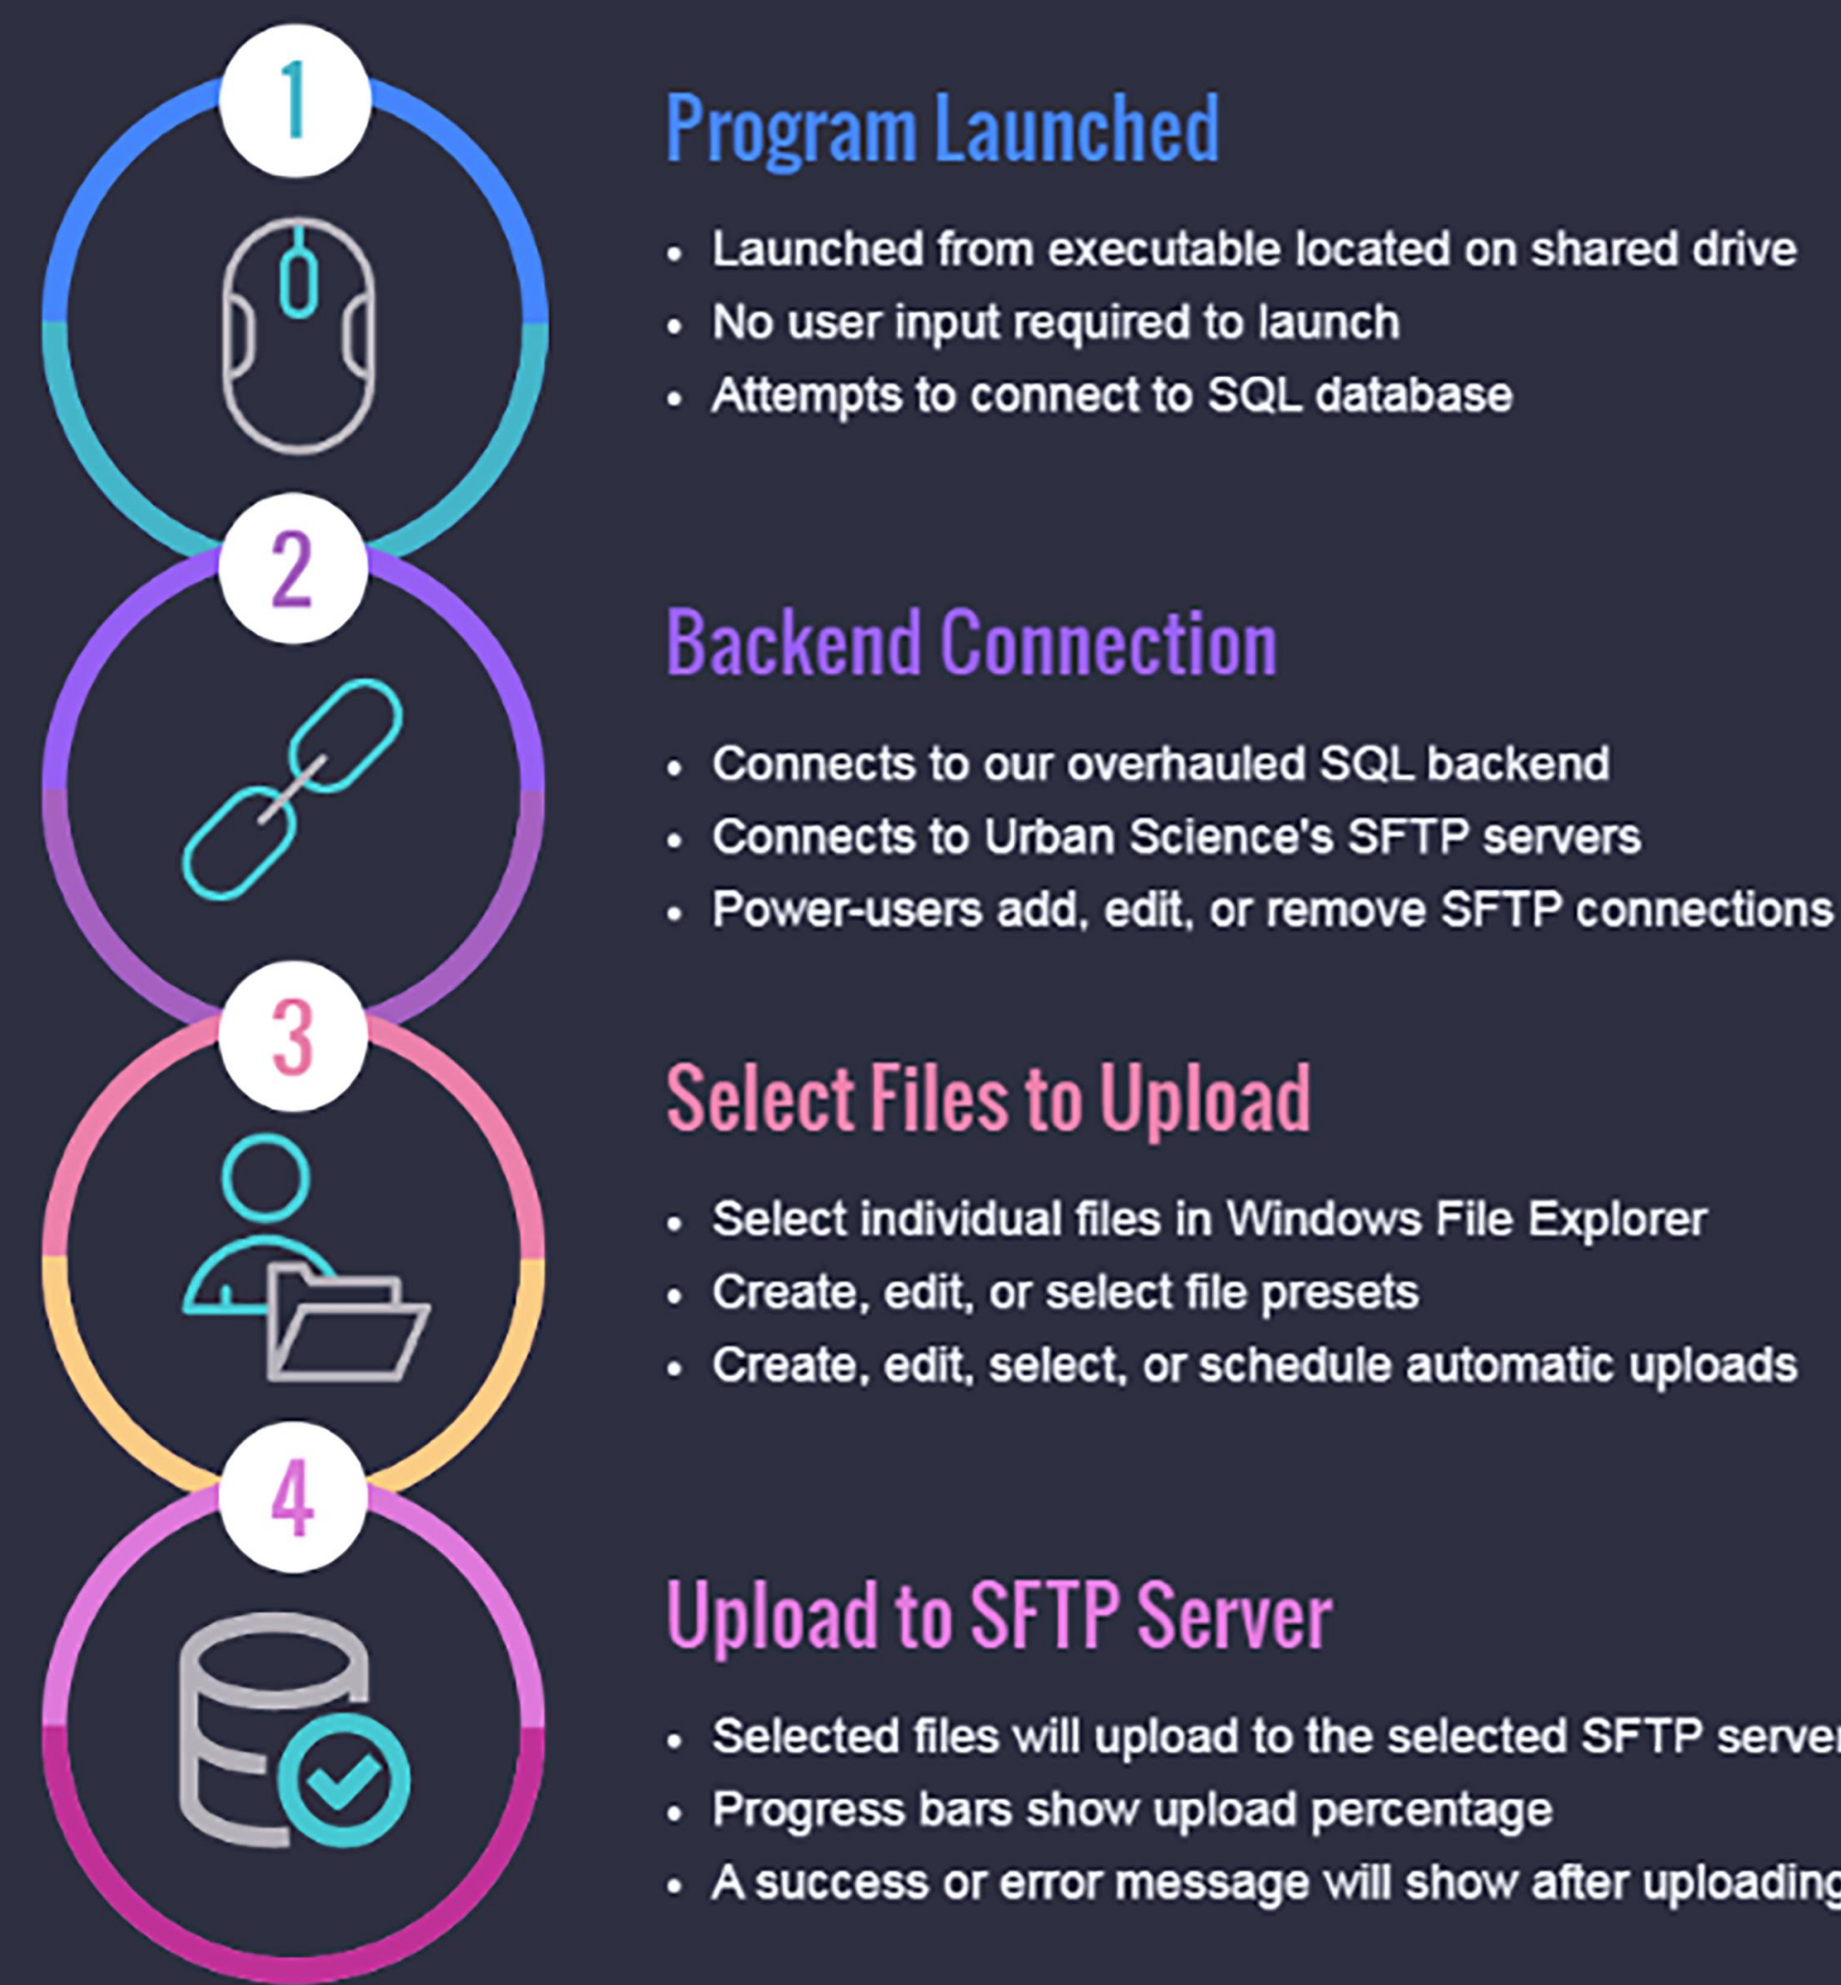 1
Program Launched
• Launched from executable located on shared drive
• No user input required to launch
• Attempts to connect to SQL database
2
Backend Connection
• Connects to our overhauled SQL backend
• Connects to Urban Science's SFTP servers
• Power-users add, edit, or remove SFTP connections
3
Select Files to Upload
• Select individual files in Windows File Explorer
• Create, edit, or select file presets
• Create, edit, select, or schedule automatic uploads
4
Upload to SFTP Server
• Selected files will upload to the selected SFTP server
• Progress bars show upload percentage
• A success or error message will show after uploading